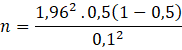 n = 1,96² . 0,5(1 − 0,5) / 0,1²